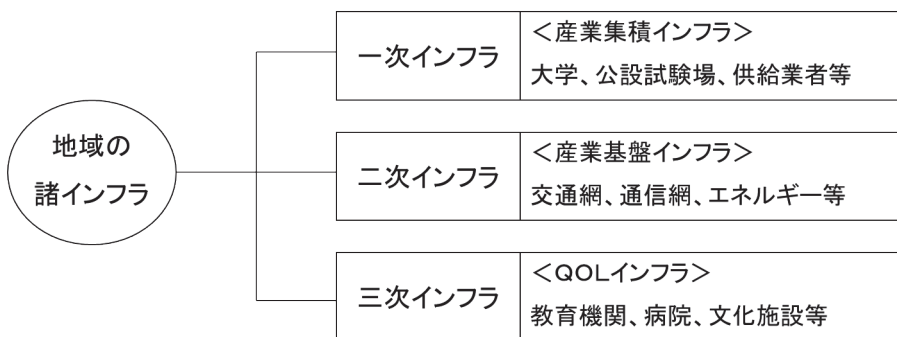 地域の
諸インフラ
一次インフラ
＜産業集積インフラ＞
大学、公設試験場、供給業者等
二次インフラ
＜産業基盤インフラ＞
交通網、通信網、エネルギー等
三次インフラ
＜QOLインフラ＞
教育機関、病院、文化施設等